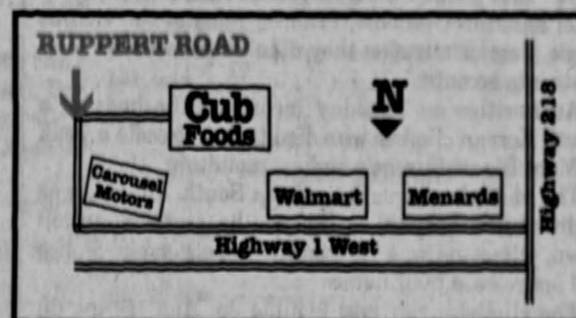 RUPPERT ROAD
Cub
Foods
N
Highway 218
Carousel
Motors
Walmart
Menards
Highway 1 West